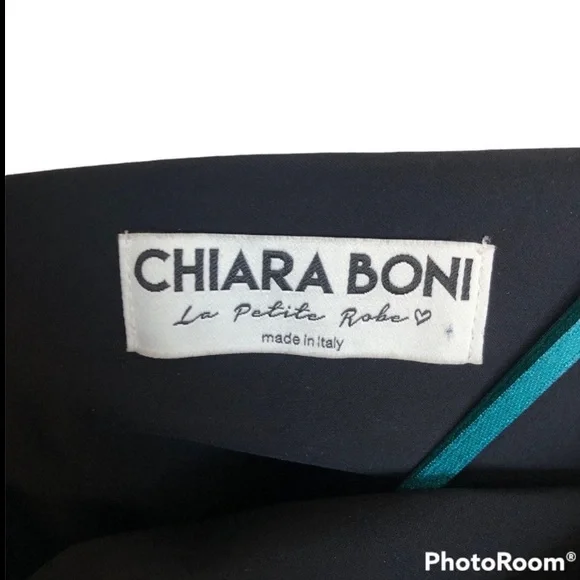 CHIARA BONI
La Petite Robe♡
made in Italy
PhotoRoom®